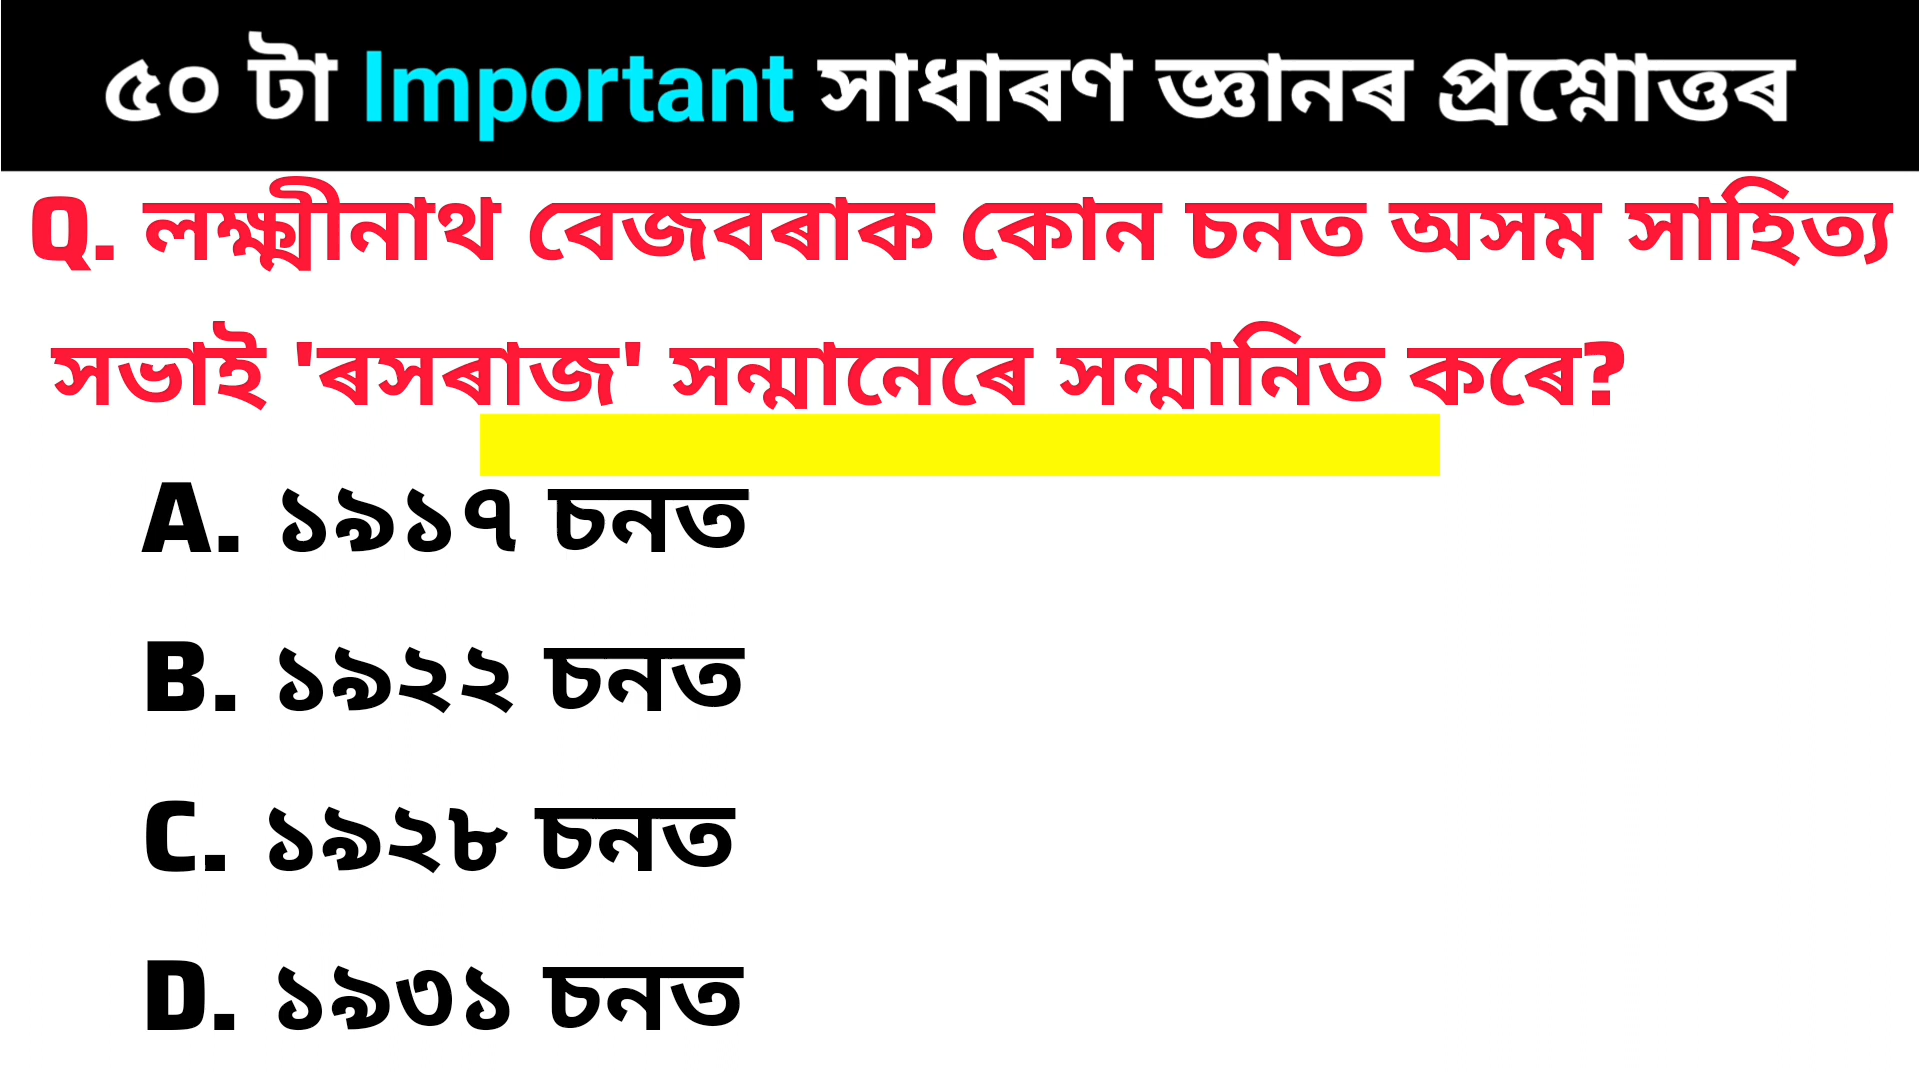 ৫০ টা Important সাধাৰণ জ্ঞানৰ প্ৰশ্নোত্তৰ
Q. লক্ষ্মীনাথ বেজবৰাক কোন চনত অসম সাহিত্য
সভাই 'ৰসৰাজ' সন্মানেৰে সন্মানিত কৰে?
A. ১৯১৭ চনত
B. ১৯২২ চনত
C. ১৯২৮ চনত
D. ১৯৩১ চনত